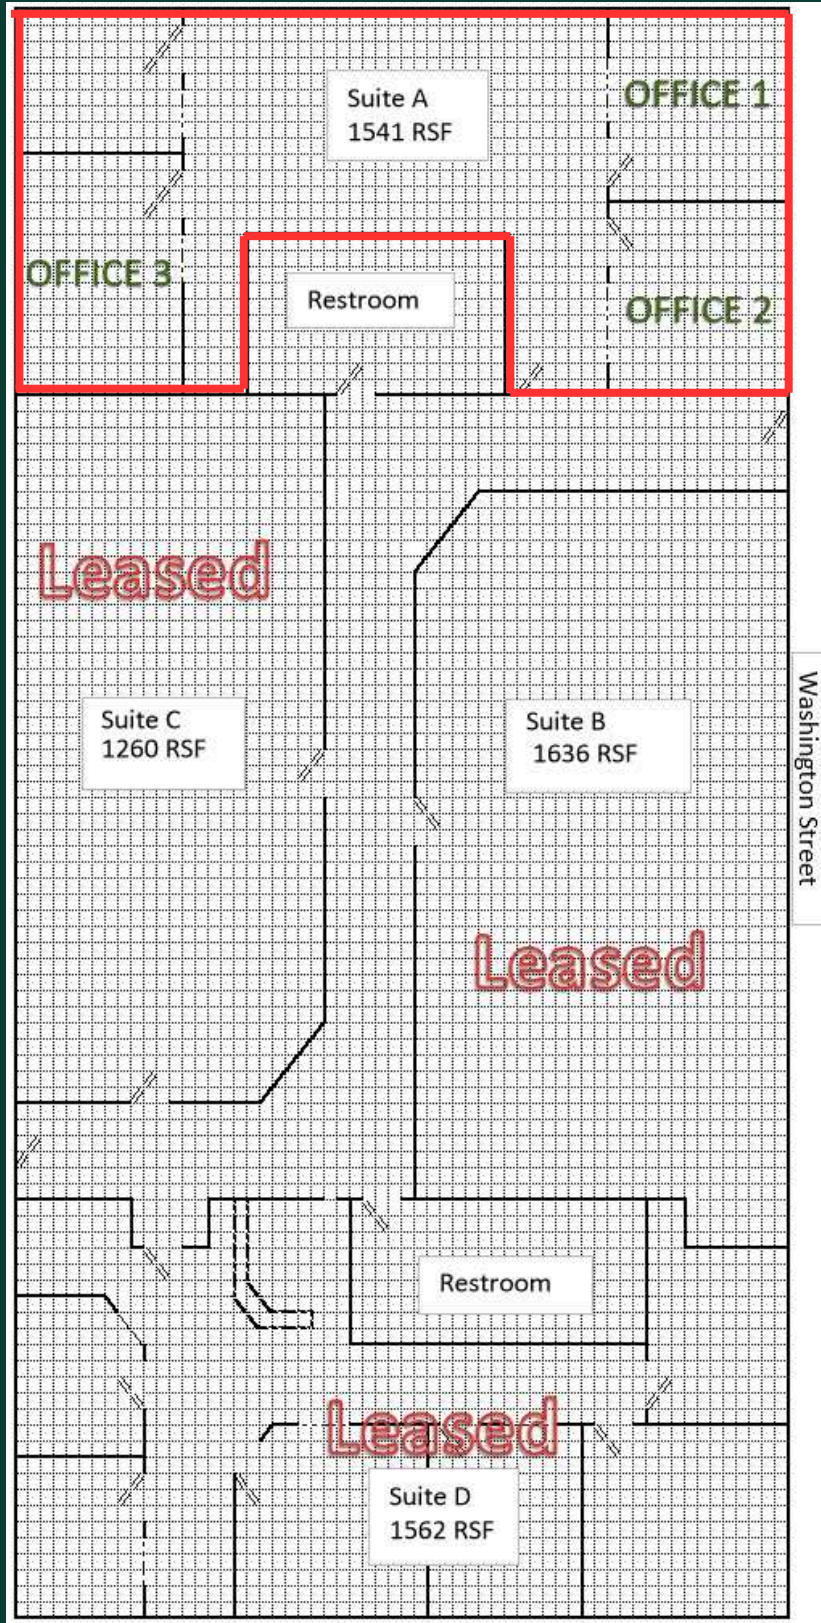 Suite A
1541 RSF
OFFICE 1
OFFICE 3
Restroom
OFFICE 2
Leased
Suite C
1260 RSF
Suite B
1636 RSF
Washington Street
Leased
Restroom
Leased
Suite D
1562 RSF